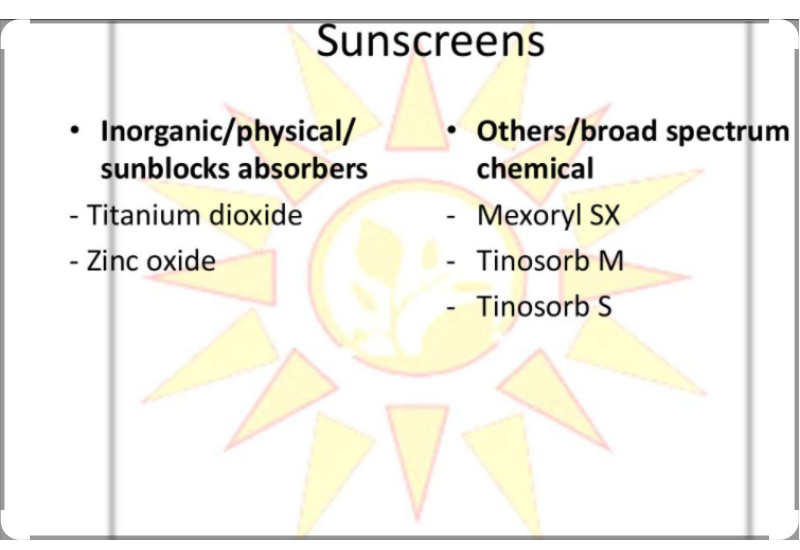 Sunscreens
• Inorganic/physical/
sunblocks absorbers
- Titanium dioxide
- Zinc oxide
• Others/broad spectrum
chemical
- Mexoryl SX
- Tinosorb M
- Tinosorb S